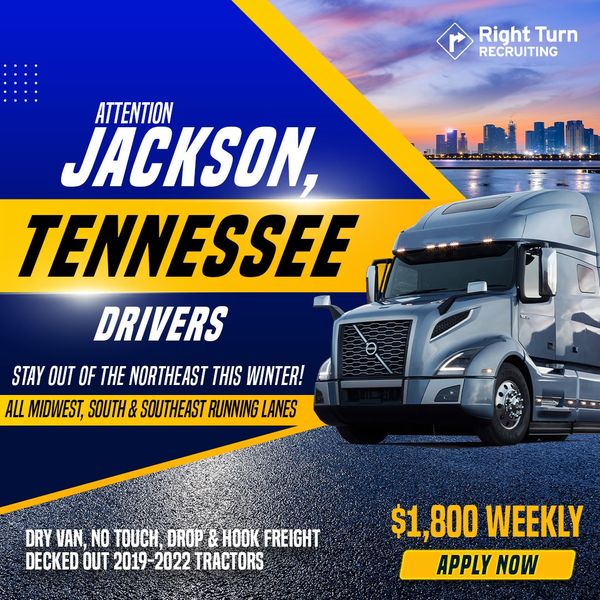 Right Turn
RECRUITING
ATTENTION
JACKSON,
TENNESSEE
DRIVERS
STAY OUT OF THE NORTHEAST THIS WINTER!
ALL MIDWEST, SOUTH & SOUTHEAST RUNNING LANES
DRY VAN, NO TOUCH, DROP & HOOK FREIGHT
DECKED OUT 2019-2022 TRACTORS
$1,800 WEEKLY
APPLY NOW